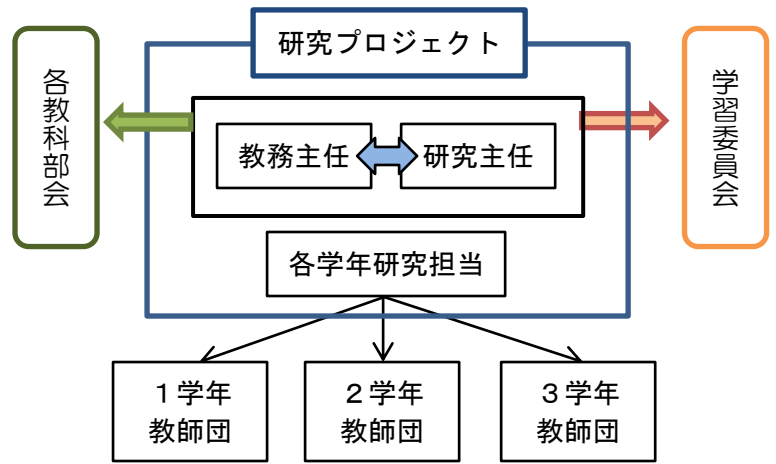 研究プロジェクト
各教科部会
教務主任
研究主任
学習委員会
各学年研究担当
１学年
教師団
２学年
教師団
３学年
教師団